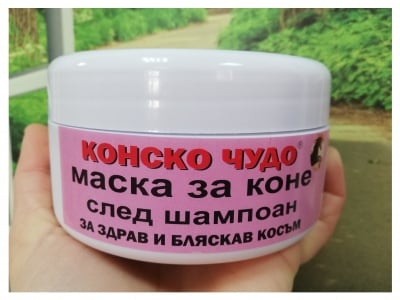 КОНСКО ЧУДО®
маска за коне
след шампоан
ЗА ЗДРАВ И БЛЯСКАВ КОСЪМ